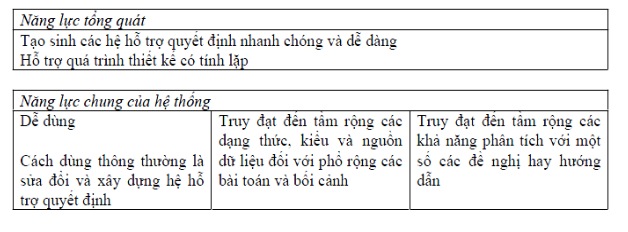 Năng lực tổng quát
Tạo sinh các hệ hỗ trợ quyết định nhanh chóng và dễ dàng
Hỗ trợ quá trình thiết kế có tính lặp
Năng lực chung của hệ thống
Dễ dùng
Cách dùng thông thường là
sửa đổi và xây dựng hệ hỗ
trợ quyết định
Truy đạt đến tầm rộng các
dạng thức, kiểu và nguồn
dữ liệu đối với phổ rộng các
bài toán và bối cảnh
Truy đạt đến tầm rộng các
khả năng phân tích với một
số các đề nghị hay hướng
dẫn